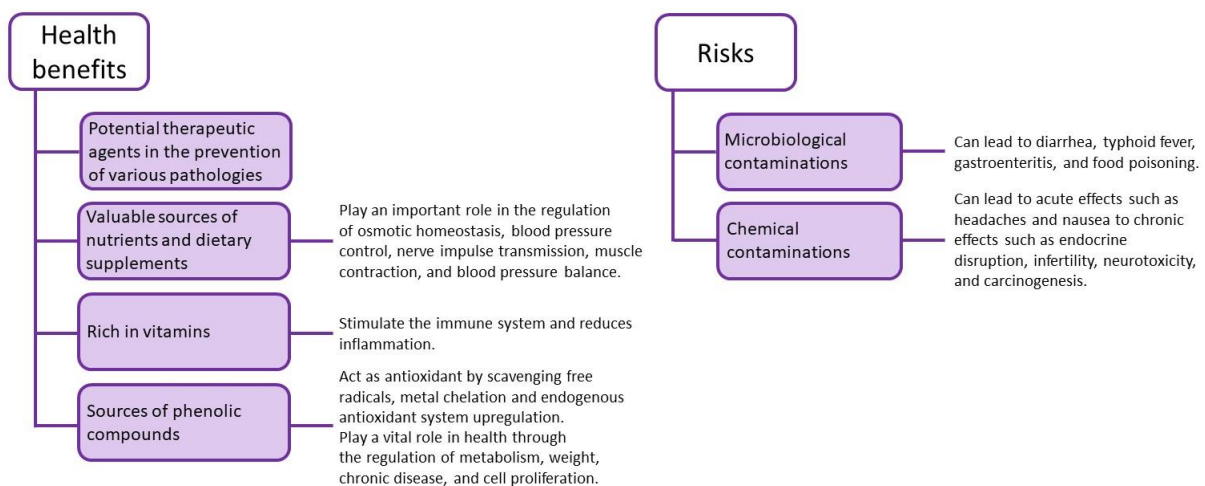 Health
benefits
Potential therapeutic
agents in the prevention
of various pathologies
Valuable sources of
nutrients and dietary
supplements
Play an important role in the regulation
of osmotic homeostasis, blood pressure
control, nerve impulse transmission, muscle
contraction, and blood pressure balance.
Rich in vitamins
Stimulate the immune system and reduces
inflammation.
Sources of phenolic
compounds
Act as antioxidant by scavenging free
radicals, metal chelation and endogenous
antioxidant system upregulation.
Play a vital role in health through
the regulation of metabolism, weight,
chronic disease, and cell proliferation.
Risks
Microbiological
contaminations
Can lead to diarrhea, typhoid fever,
gastroenteritis, and food poisoning.
Chemical
contaminations
Can lead to acute effects such as
headaches and nausea to chronic
effects such as endocrine
disruption, infertility, neurotoxicity,
and carcinogenesis.